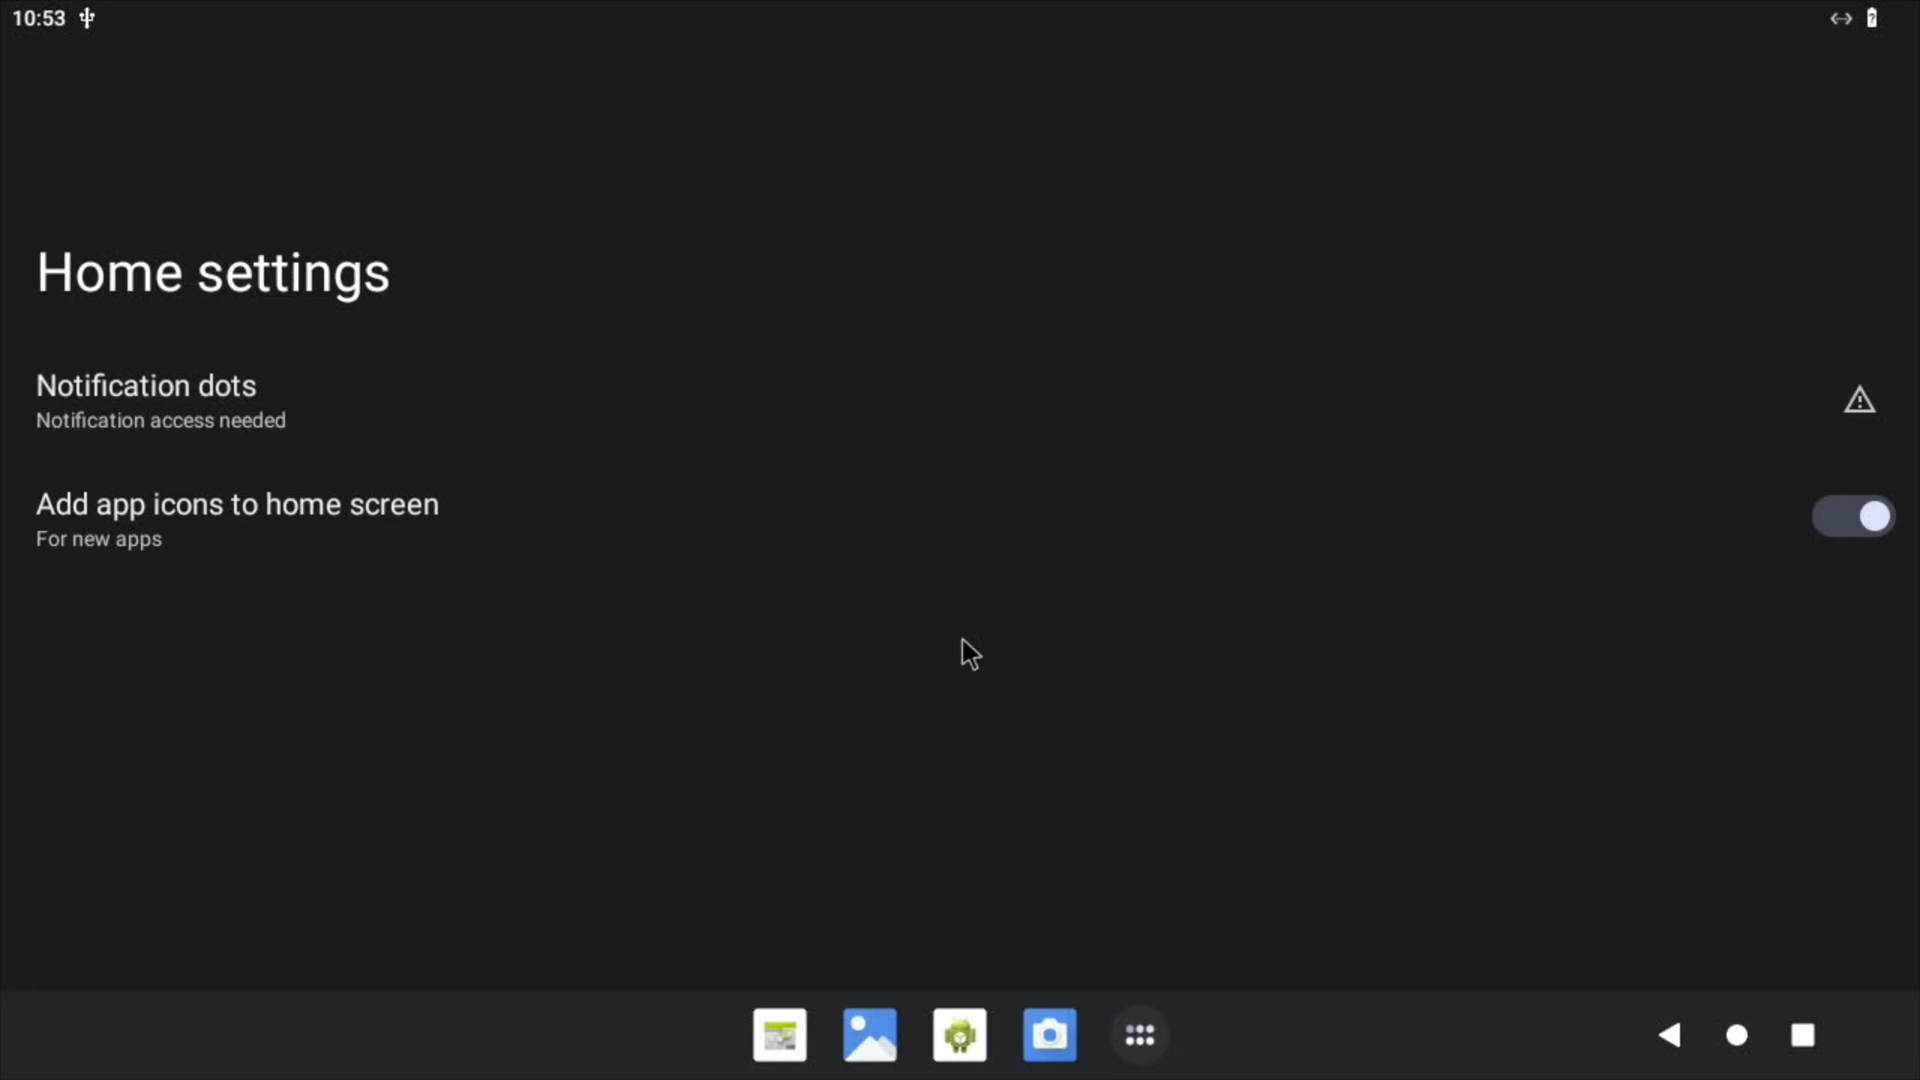 10:53
Home settings
Notification dots
Notification access needed
Add app icons to home screen
For new apps